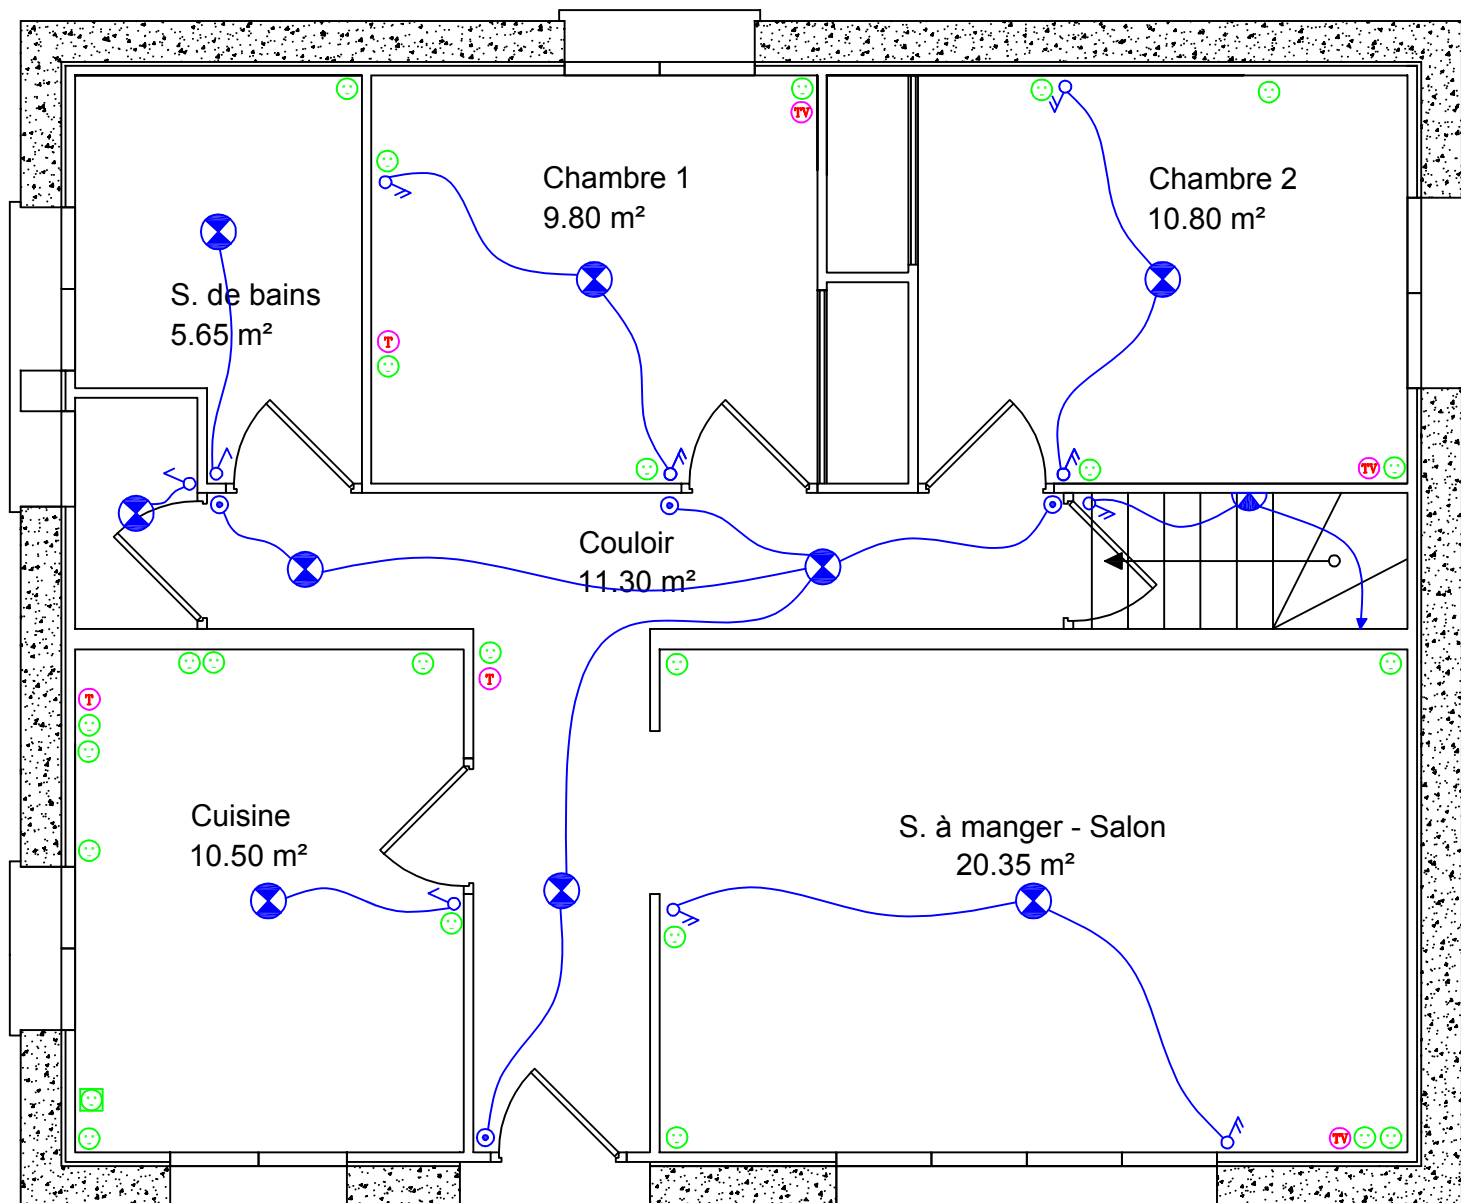 TV
Chambre 1
9.80 m²
Chambre 2
10.80 m²
S. de bains
5.65 m²
T
TV
Couloir
11.30 m²
T
T
Cuisine
10.50 m²
S. à manger - Salon
20.35 m²
TV